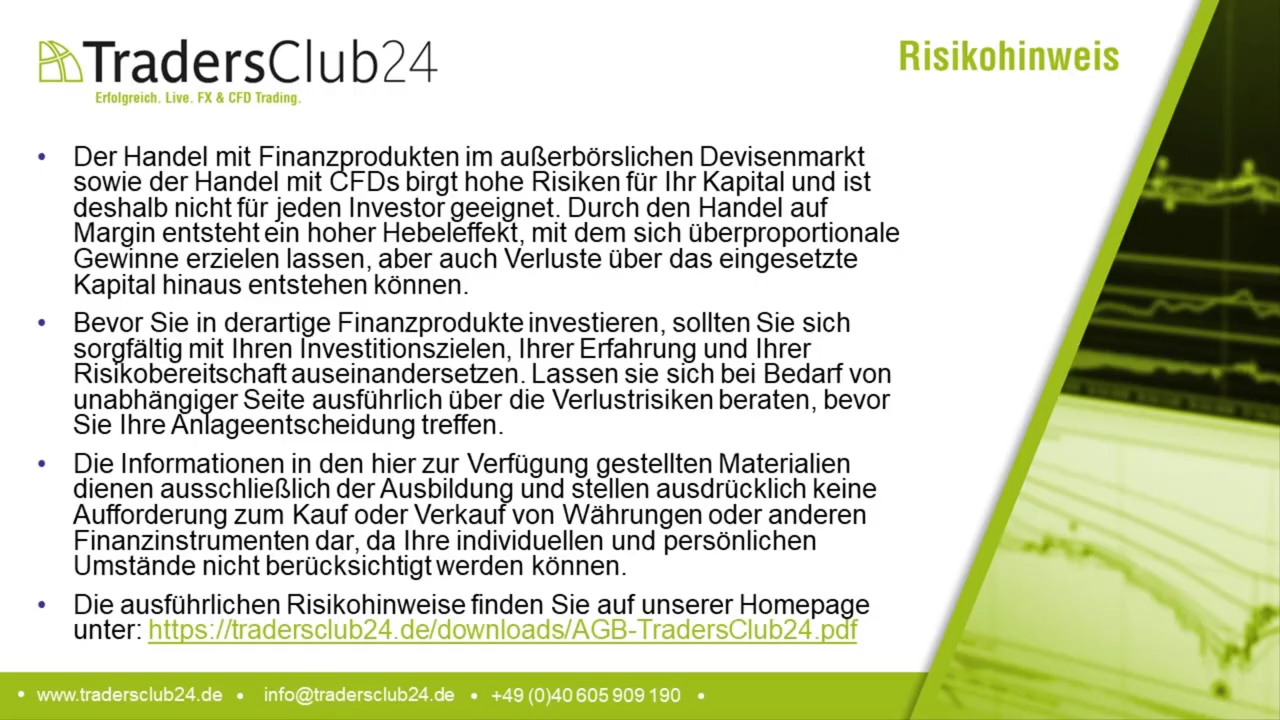 TradersClub24
Risikohinweis
Erfolgreich. Live. FX & CFD Trading.
• Der Handel mit Finanzprodukten im außerbörslichen Devisenmarkt
sowie der Handel mit CFDs birgt hohe Risiken für Ihr Kapital und ist
deshalb nicht für jeden Investor geeignet. Durch den Handel auf
Margin entsteht ein hoher Hebeleffekt, mit dem sich überproportionale
Gewinne erzielen lassen, aber auch Verluste über das eingesetzte
Kapital hinaus entstehen können.
• Bevor Sie in derartige Finanzprodukte investieren, sollten Sie sich
sorgfältig mit Ihren Investitionszielen, Ihrer Erfahrung und Ihrer
Risikobereitschaft auseinandersetzen. Lassen sie sich bei Bedarf von
unabhängiger Seite ausführlich über die Verlustrisiken beraten, bevor
Sie Ihre Anlageentscheidung treffen.
• Die Informationen in den hier zur Verfügung gestellten Materialien
dienen ausschließlich der Ausbildung und stellen ausdrücklich keine
Aufforderung zum Kauf oder Verkauf von Währungen oder anderen
Finanzinstrumenten dar, da Ihre individuellen und persönlichen
Umstände nicht berücksichtigt werden können.
• Die ausführlichen Risikohinweise finden Sie auf unserer Homepage
unter: https://tradersclub24.de/downloads/AGB-TradersClub24.pdf
• www.tradersclub24.de • info@tradersclub24.de • +49 (0)40 605 909 190 •